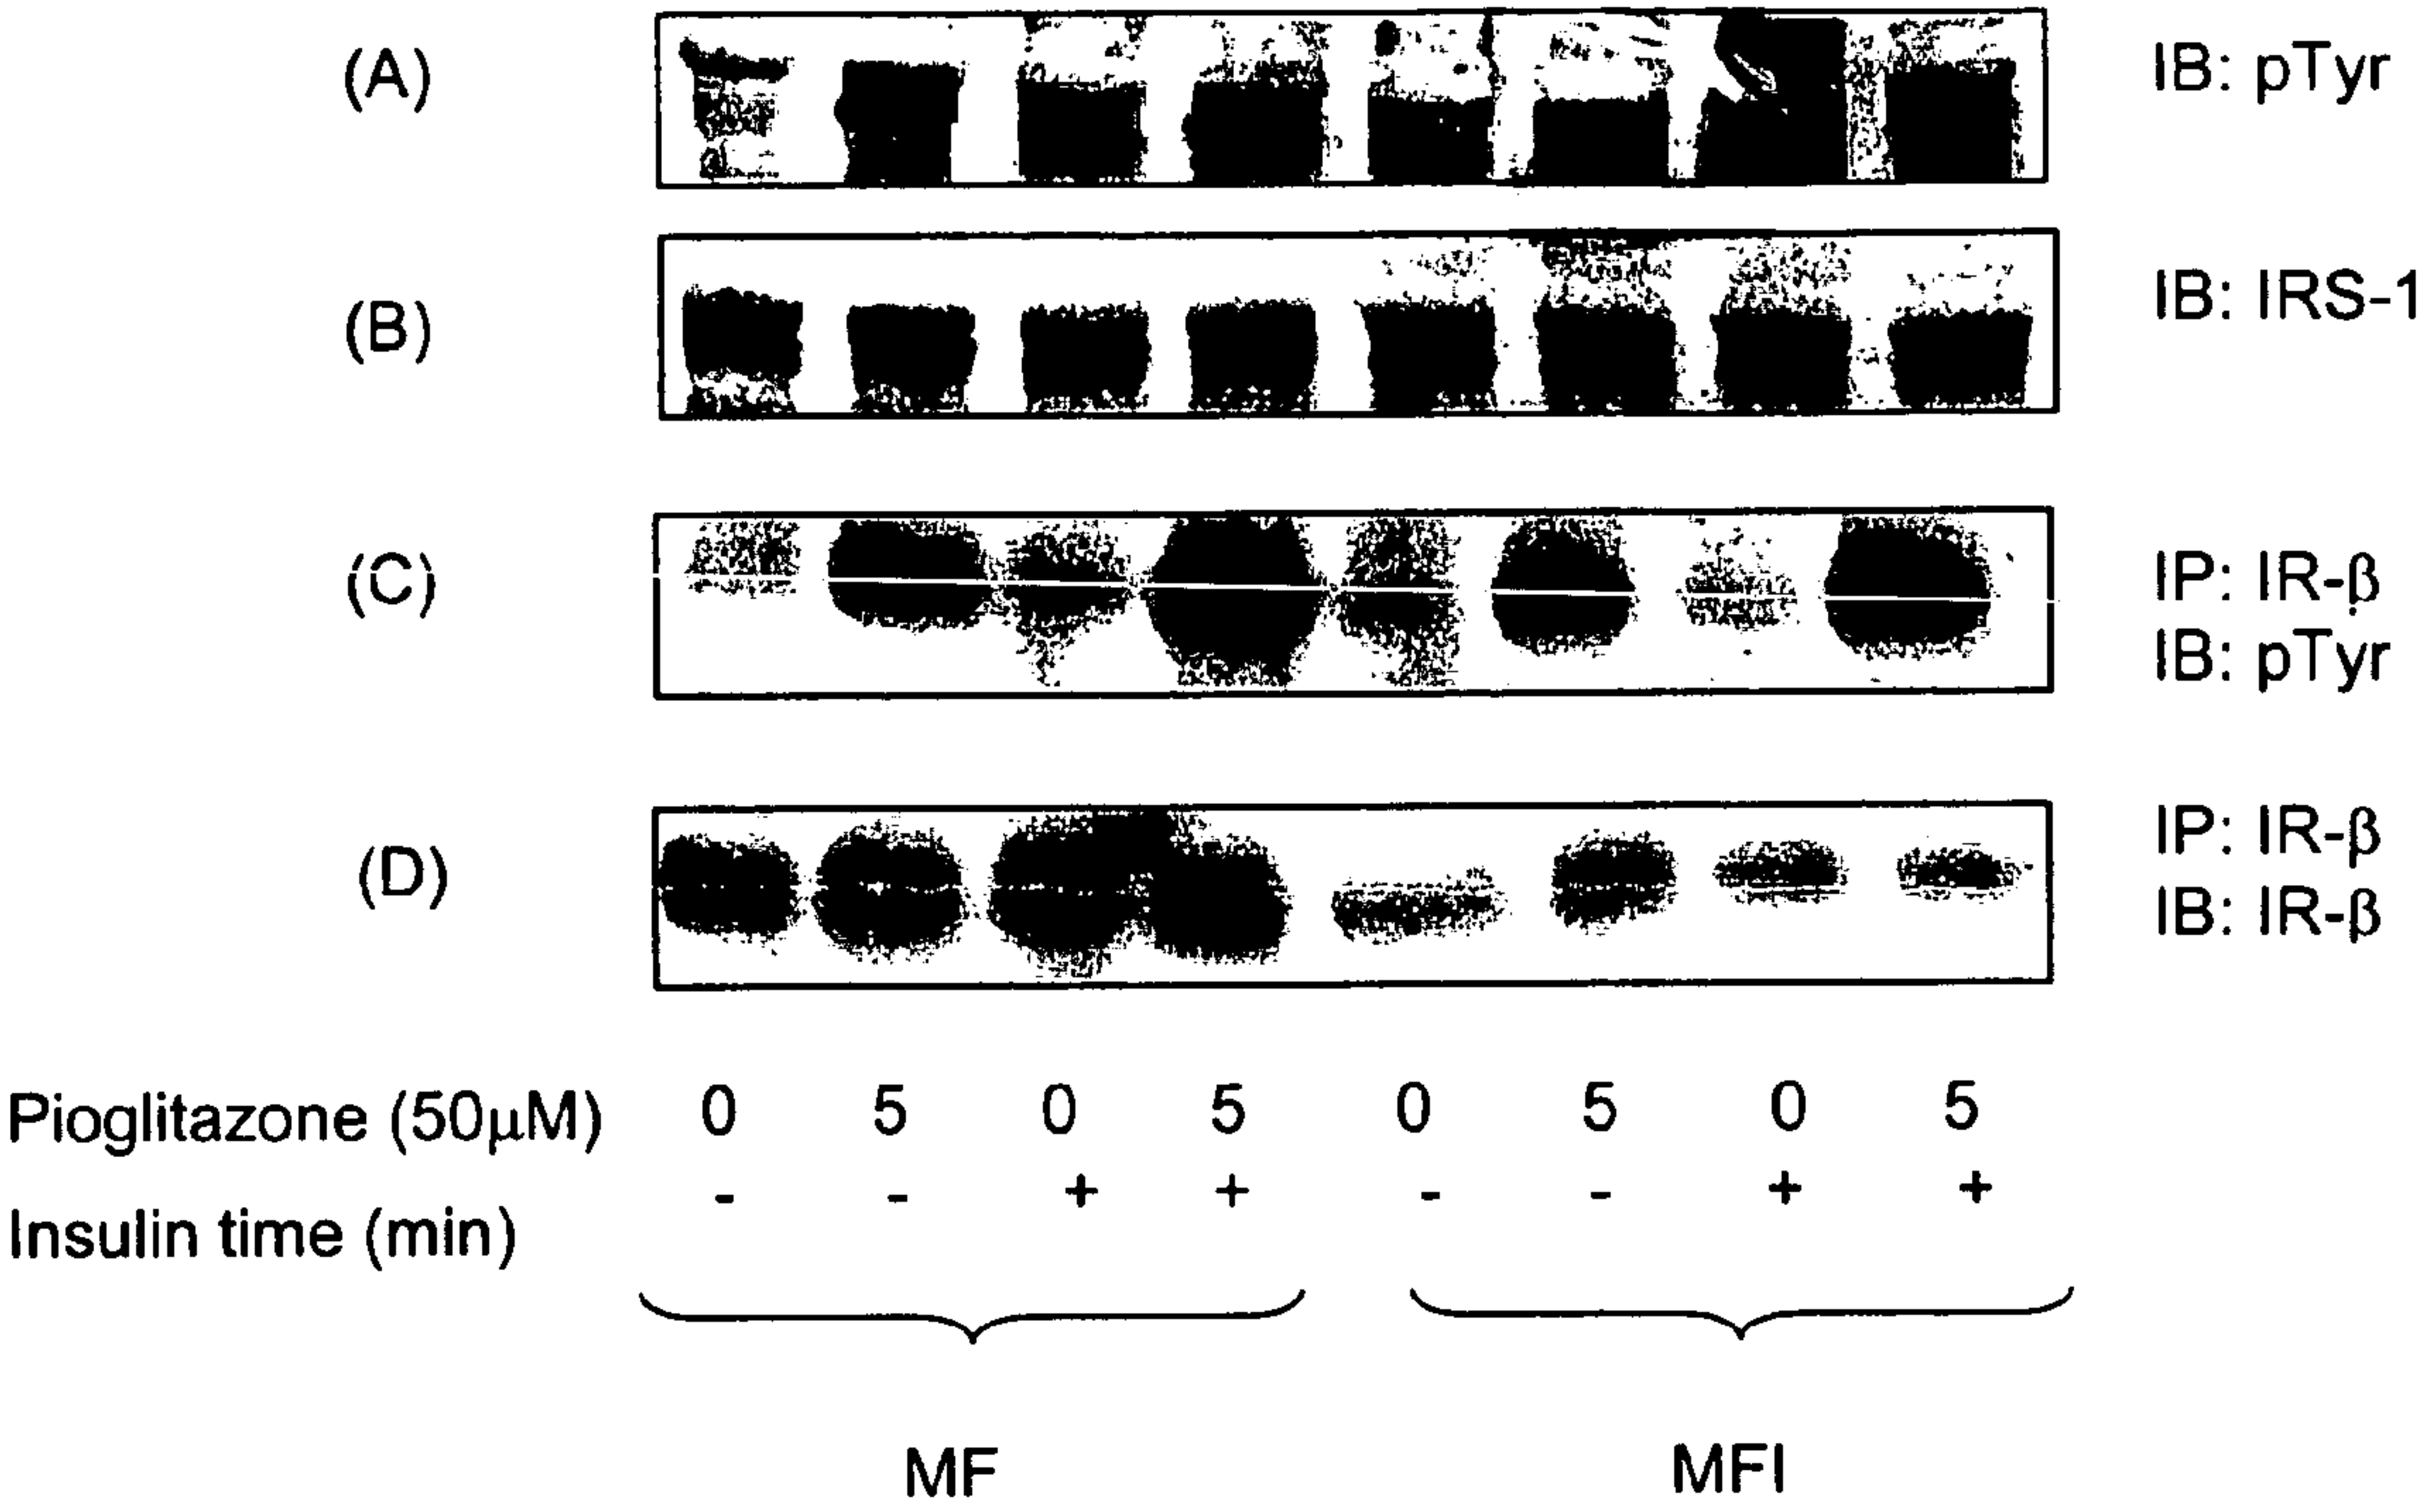 (A) IB: pTyr
(B) IB: IRS-1
(C) IP: IR-β
IB: pTyr
(D) IP: IR-β
IB: IR-β
Pioglitazone (50μM) 0 5 0 5 0 5 0 5
Insulin time (min) - - + + - - + +
MF MFI